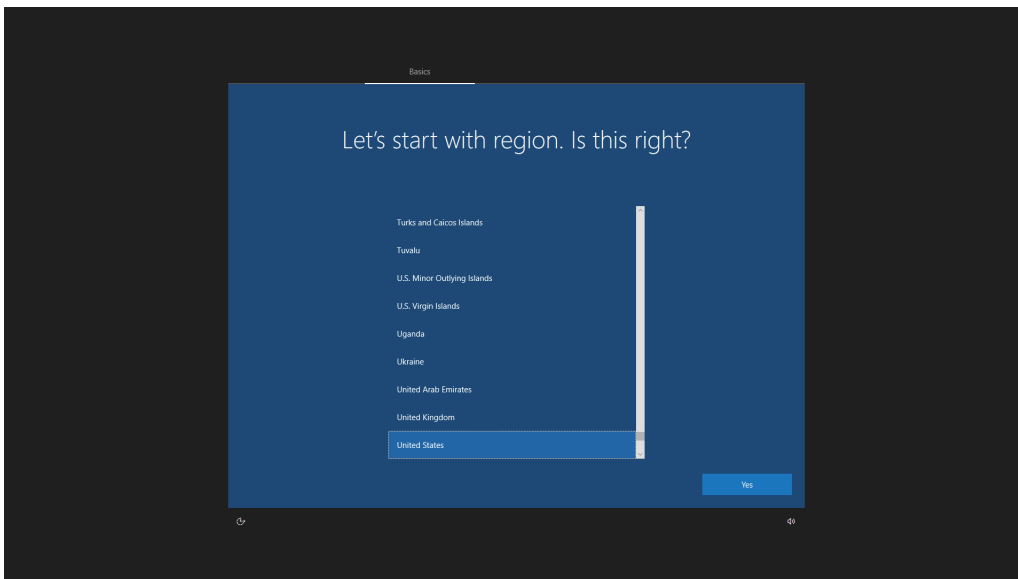 Basics
Let's start with region. Is this right?
Turks and Caicos Islands
Tuvalu
U.S. Minor Outlying Islands
U.S. Virgin Islands
Uganda
Ukraine
United Arab Emirates
United Kingdom
United States
Yes